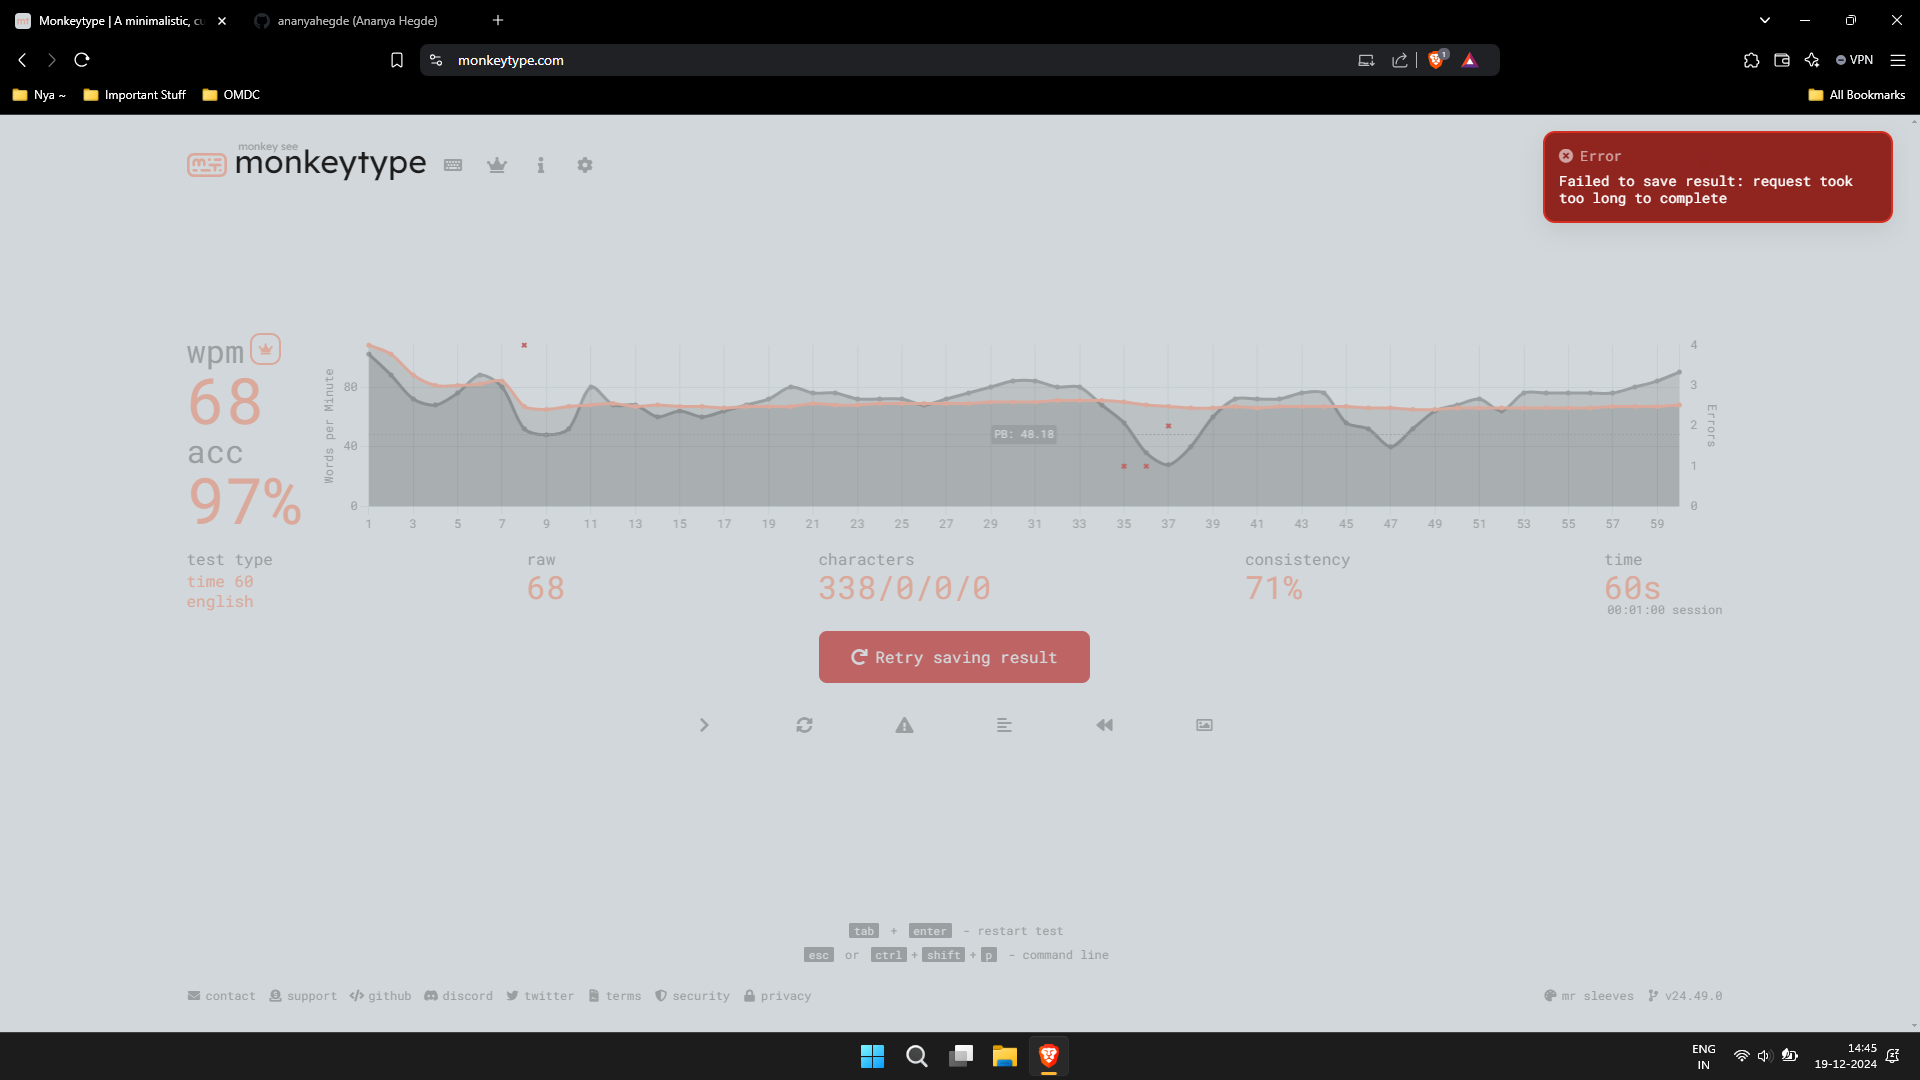 Monkeytype | A minimalistic, cu
ananyahegde (Ananya Hegde)
monkeytype.com
1
VPN
Nya ~
Important Stuff
OMDC
All Bookmarks
monkey see
monkeytype
Error
Failed to save result: request took
too long to complete
wpm
68
acc
97%
Words per Minute
80
40
0
PB: 48.18
4
3
2
1
0
Errors
1 3 5 7 9 11 13 15 17 19 21 23 25 27 29 31 33 35 37 39 41 43 45 47 49 51 53 55 57 59
test type
time 60
english
raw
68
characters
338/0/0/0
consistency
71%
time
60s
00:01:00 session
Retry saving result
tab + enter - restart test
esc or ctrl + shift + p - command line
contact support github discord twitter terms security privacy
mr sleeves v24.49.0
ENG
IN
14:45
19-12-2024